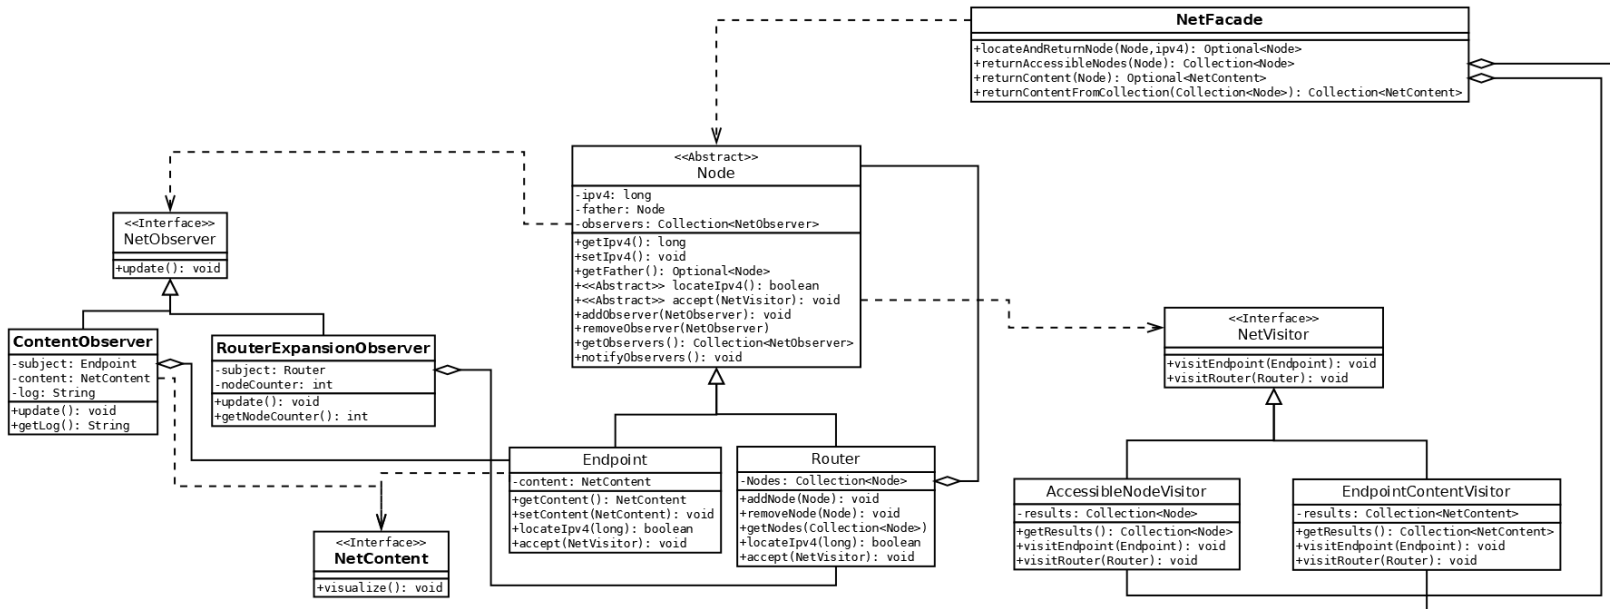 NetFacade
+locateAndReturnNode(Node,ipv4): Optional<Node>
+returnAccessibleNodes(Node): Collection<Node>
+returnContent(Node): Optional<NetContent>
+returnContentFromCollection(Collection<Node>): Collection<NetContent>
<<Abstract>>
Node
-ipv4: long
-father: Node
-observers: Collection<NetObserver>
+getIpv4(): long
+setIpv4(): void
+getFather(): Optional<Node>
+<<Abstract>> locateIpv4(): boolean
+<<Abstract>> accept(NetVisitor): void
+addObserver(NetObserver): void
+removeObserver(NetObserver)
+getObservers(): Collection<NetObserver>
+notifyObservers(): void
<<Interface>>
NetObserver
+update(): void
ContentObserver
-subject: Endpoint
-content: NetContent
-log: String
+update(): void
+getLog(): String
RouterExpansionObserver
-subject: Router
-nodeCounter: int
+update(): void
+getNodeCounter(): int
<<Interface>>
NetVisitor
+visitEndpoint(Endpoint): void
+visitRouter(Router): void
Endpoint
-content: NetContent
+getContent(): NetContent
+setContent(NetContent): void
+locateIpv4(long): boolean
+accept(NetVisitor): void
Router
-Nodes: Collection<Node>
+addNode(Node): void
+removeNode(Node): void
+getNodes(Collection<Node>)
+locateIpv4(long): boolean
+accept(NetVisitor): void
AccessibleNodeVisitor
-results: Collection<Node>
+getResults(): Collection<Node>
+visitEndpoint(Endpoint): void
+visitRouter(Router): void
EndpointContentVisitor
-results: Collection<NetContent>
+getResults(): Collection<NetContent>
+visitEndpoint(Endpoint): void
+visitRouter(Router): void
<<Interface>>
NetContent
+visualize(): void